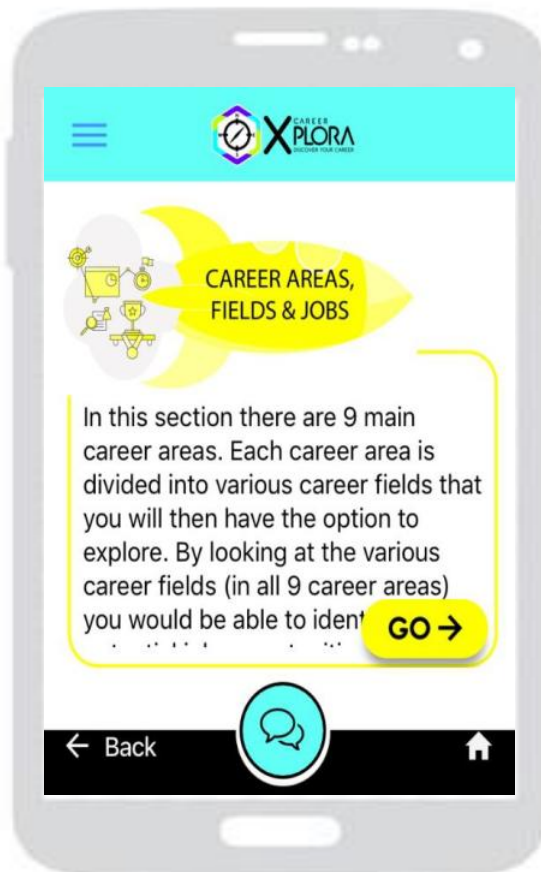 CAREER
XPLORA
DISCOVER YOUR CAREER
CAREER AREAS,
FIELDS & JOBS
In this section there are 9 main
career areas. Each career area is
divided into various career fields that
you will then have the option to
explore. By looking at the various
career fields (in all 9 career areas)
you would be able to
GO →
← Back